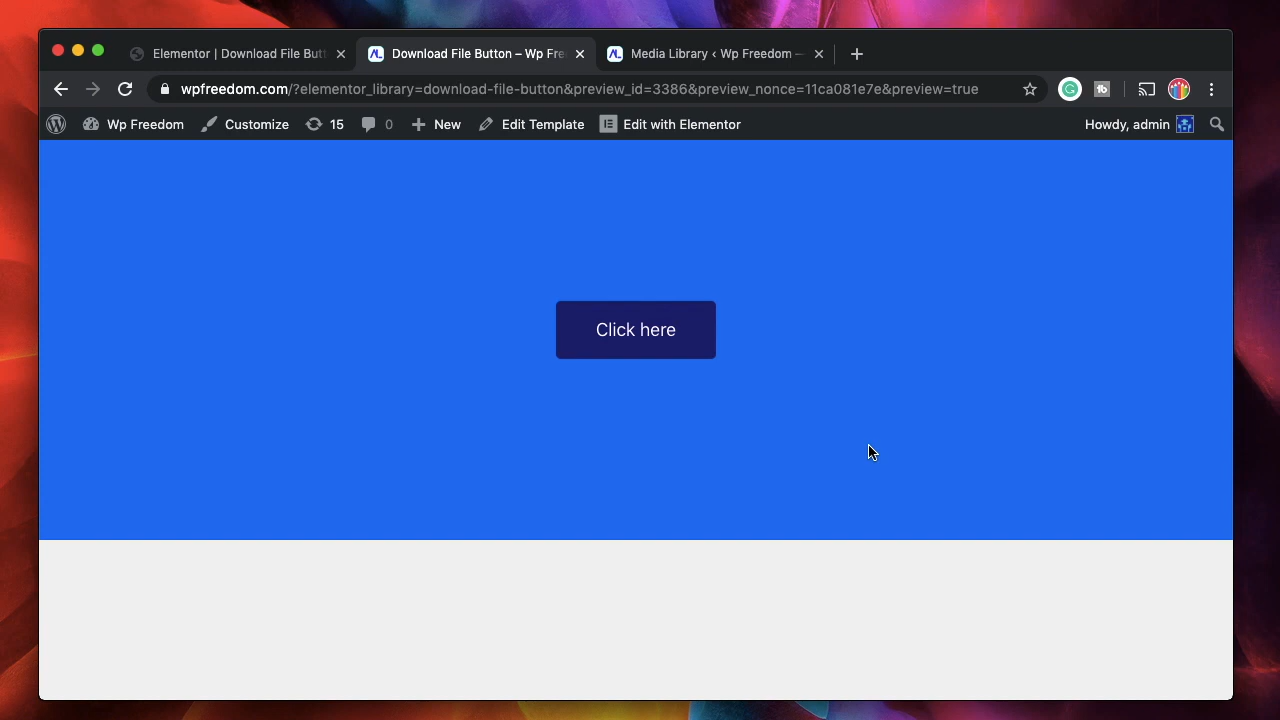 Elementor | Download File But
Download File Button – Wp Fre
Media Library ‹ Wp Freedom —
wpfreedom.com/?elementor_library=download-file-button&preview_id=3386&preview_nonce=11ca081e7e&preview=true
Wp Freedom Customize 15 0 New Edit Template Edit with Elementor Howdy, admin
Click here